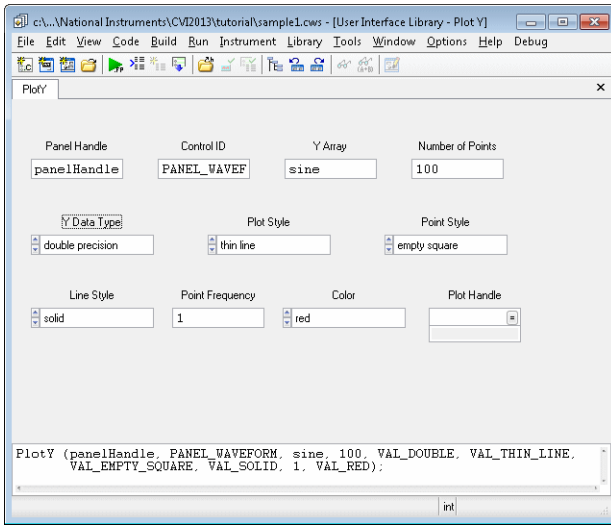 c:\...\National Instruments\CVI2013\tutorial\sample1.cws - [User Interface Library - Plot Y]
File Edit View Code Build Run Instrument Library Tools Window Options Help Debug
PlotY
Panel Handle Control ID Y Array Number of Points
panelHandle PANEL_WAVEF sine 100
Y Data Type Plot Style Point Style
double precision thin line empty square
Line Style Point Frequency Color Plot Handle
solid 1 red
PlotY (panelHandle, PANEL_WAVEFORM, sine, 100, VAL_DOUBLE, VAL_THIN_LINE,
VAL_EMPTY_SQUARE, VAL_SOLID, 1, VAL_RED);
int